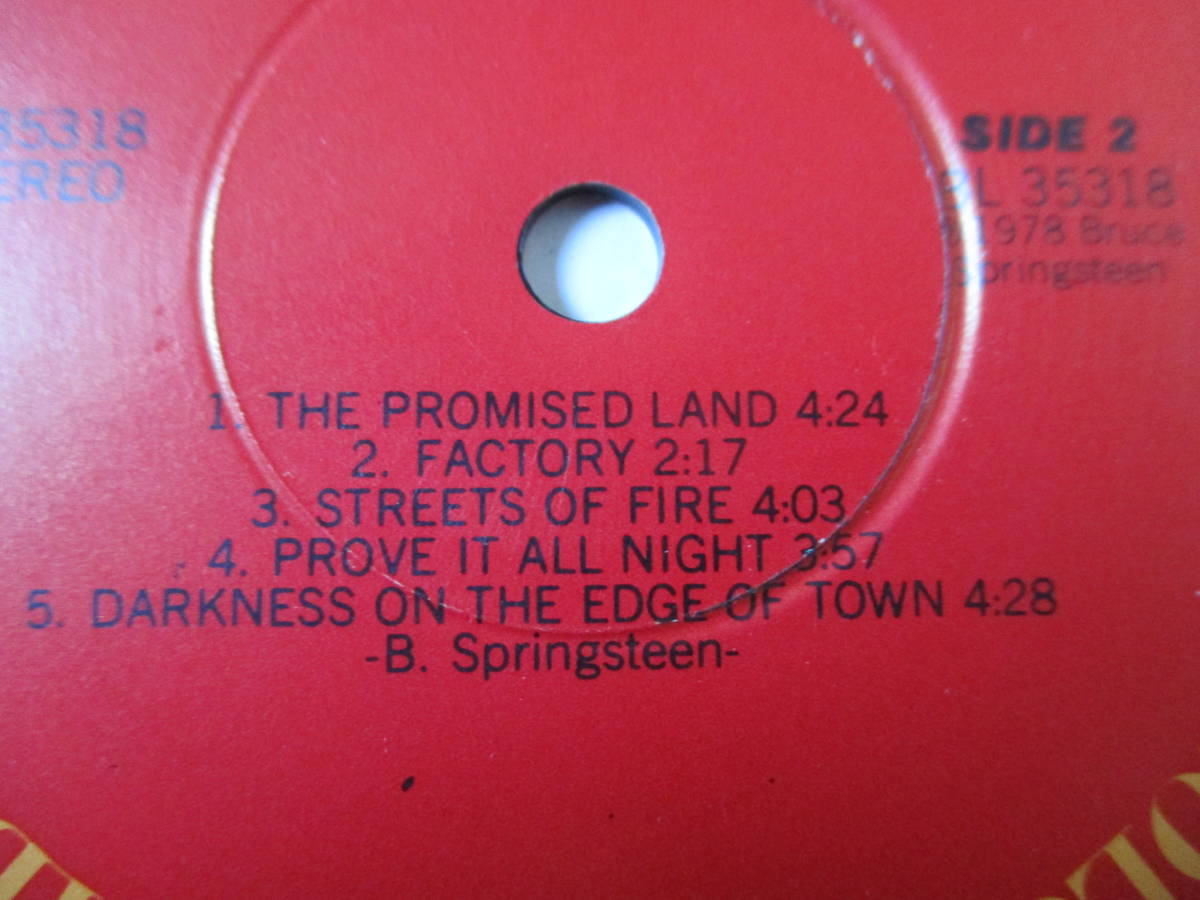 35318
SIDE 2
EREO
BL 35318
℗ 1978 Bruce
Springsteen
1. THE PROMISED LAND 4:24
2. FACTORY 2:17
3. STREETS OF FIRE 4:03
4. PROVE IT ALL NIGHT 3:57
5. DARKNESS ON THE EDGE OF TOWN 4:28
-B. Springsteen-